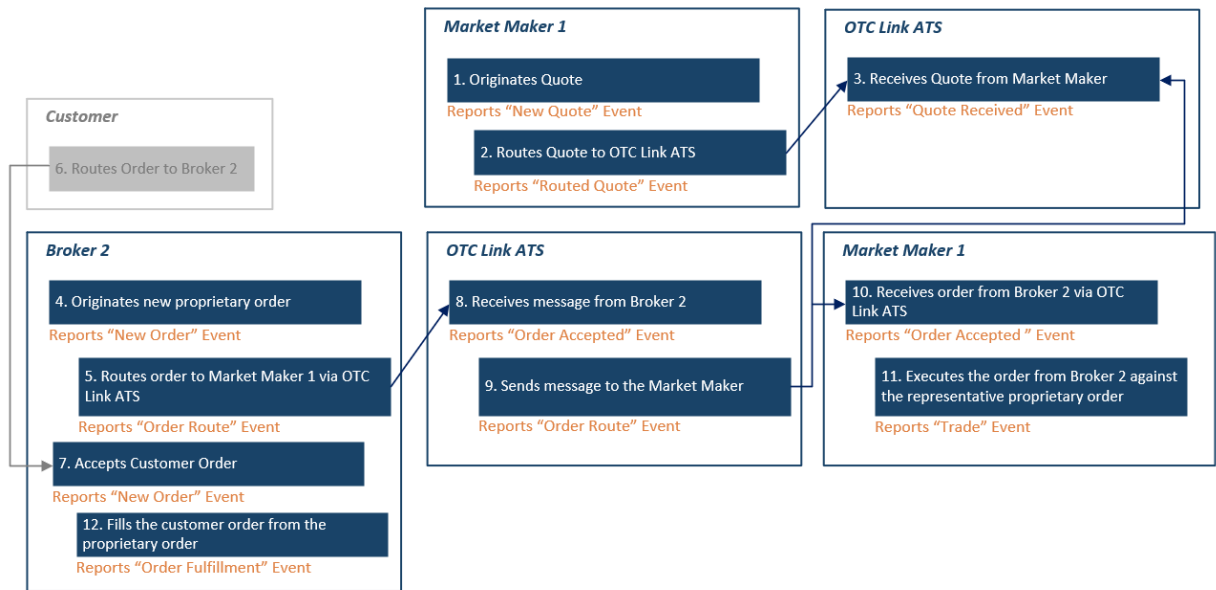 Market Maker 1
1. Originates Quote
Reports “New Quote” Event
2. Routes Quote to OTC Link ATS
Reports “Routed Quote” Event
OTC Link ATS
3. Receives Quote from Market Maker
Reports “Quote Received” Event
Customer
6. Routes Order to Broker 2
Broker 2
4. Originates new proprietary order
Reports “New Order” Event
5. Routes order to Market Maker 1 via OTC
Link ATS
Reports “Order Route” Event
7. Accepts Customer Order
Reports “New Order” Event
12. Fills the customer order from the
proprietary order
Reports “Order Fulfillment” Event
OTC Link ATS
8. Receives message from Broker 2
Reports “Order Accepted” Event
9. Sends message to the Market Maker
Reports “Order Route” Event
Market Maker 1
10. Receives order from Broker 2 via OTC
Link ATS
Reports “Order Accepted ” Event
11. Executes the order from Broker 2 against
the representative proprietary order
Reports “Trade” Event